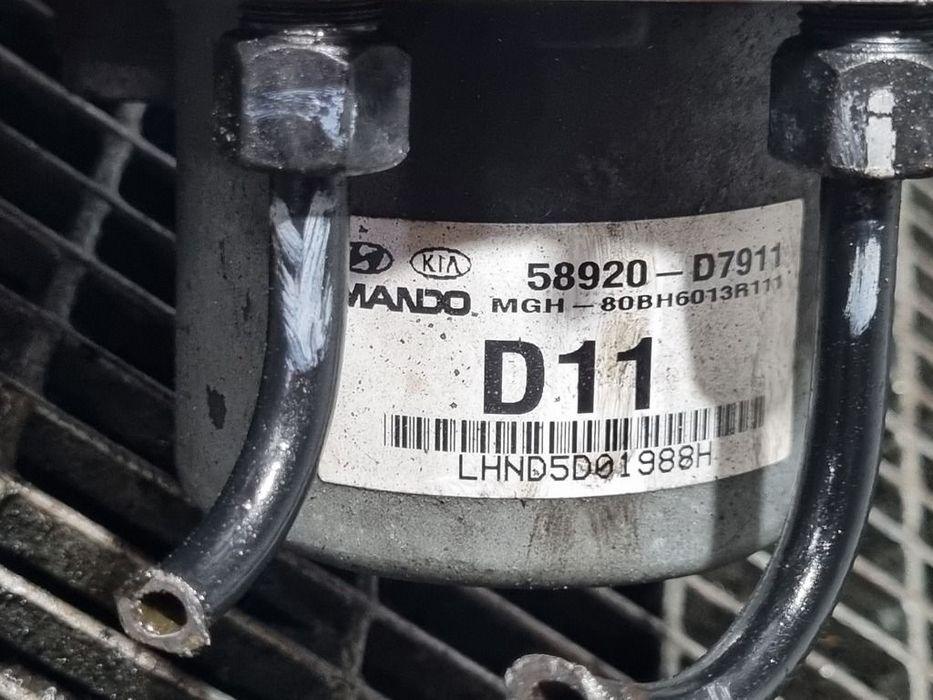 KIA 58920-D7911
MANDO MGH-80BH6013R111
D11
LHND5D01988H